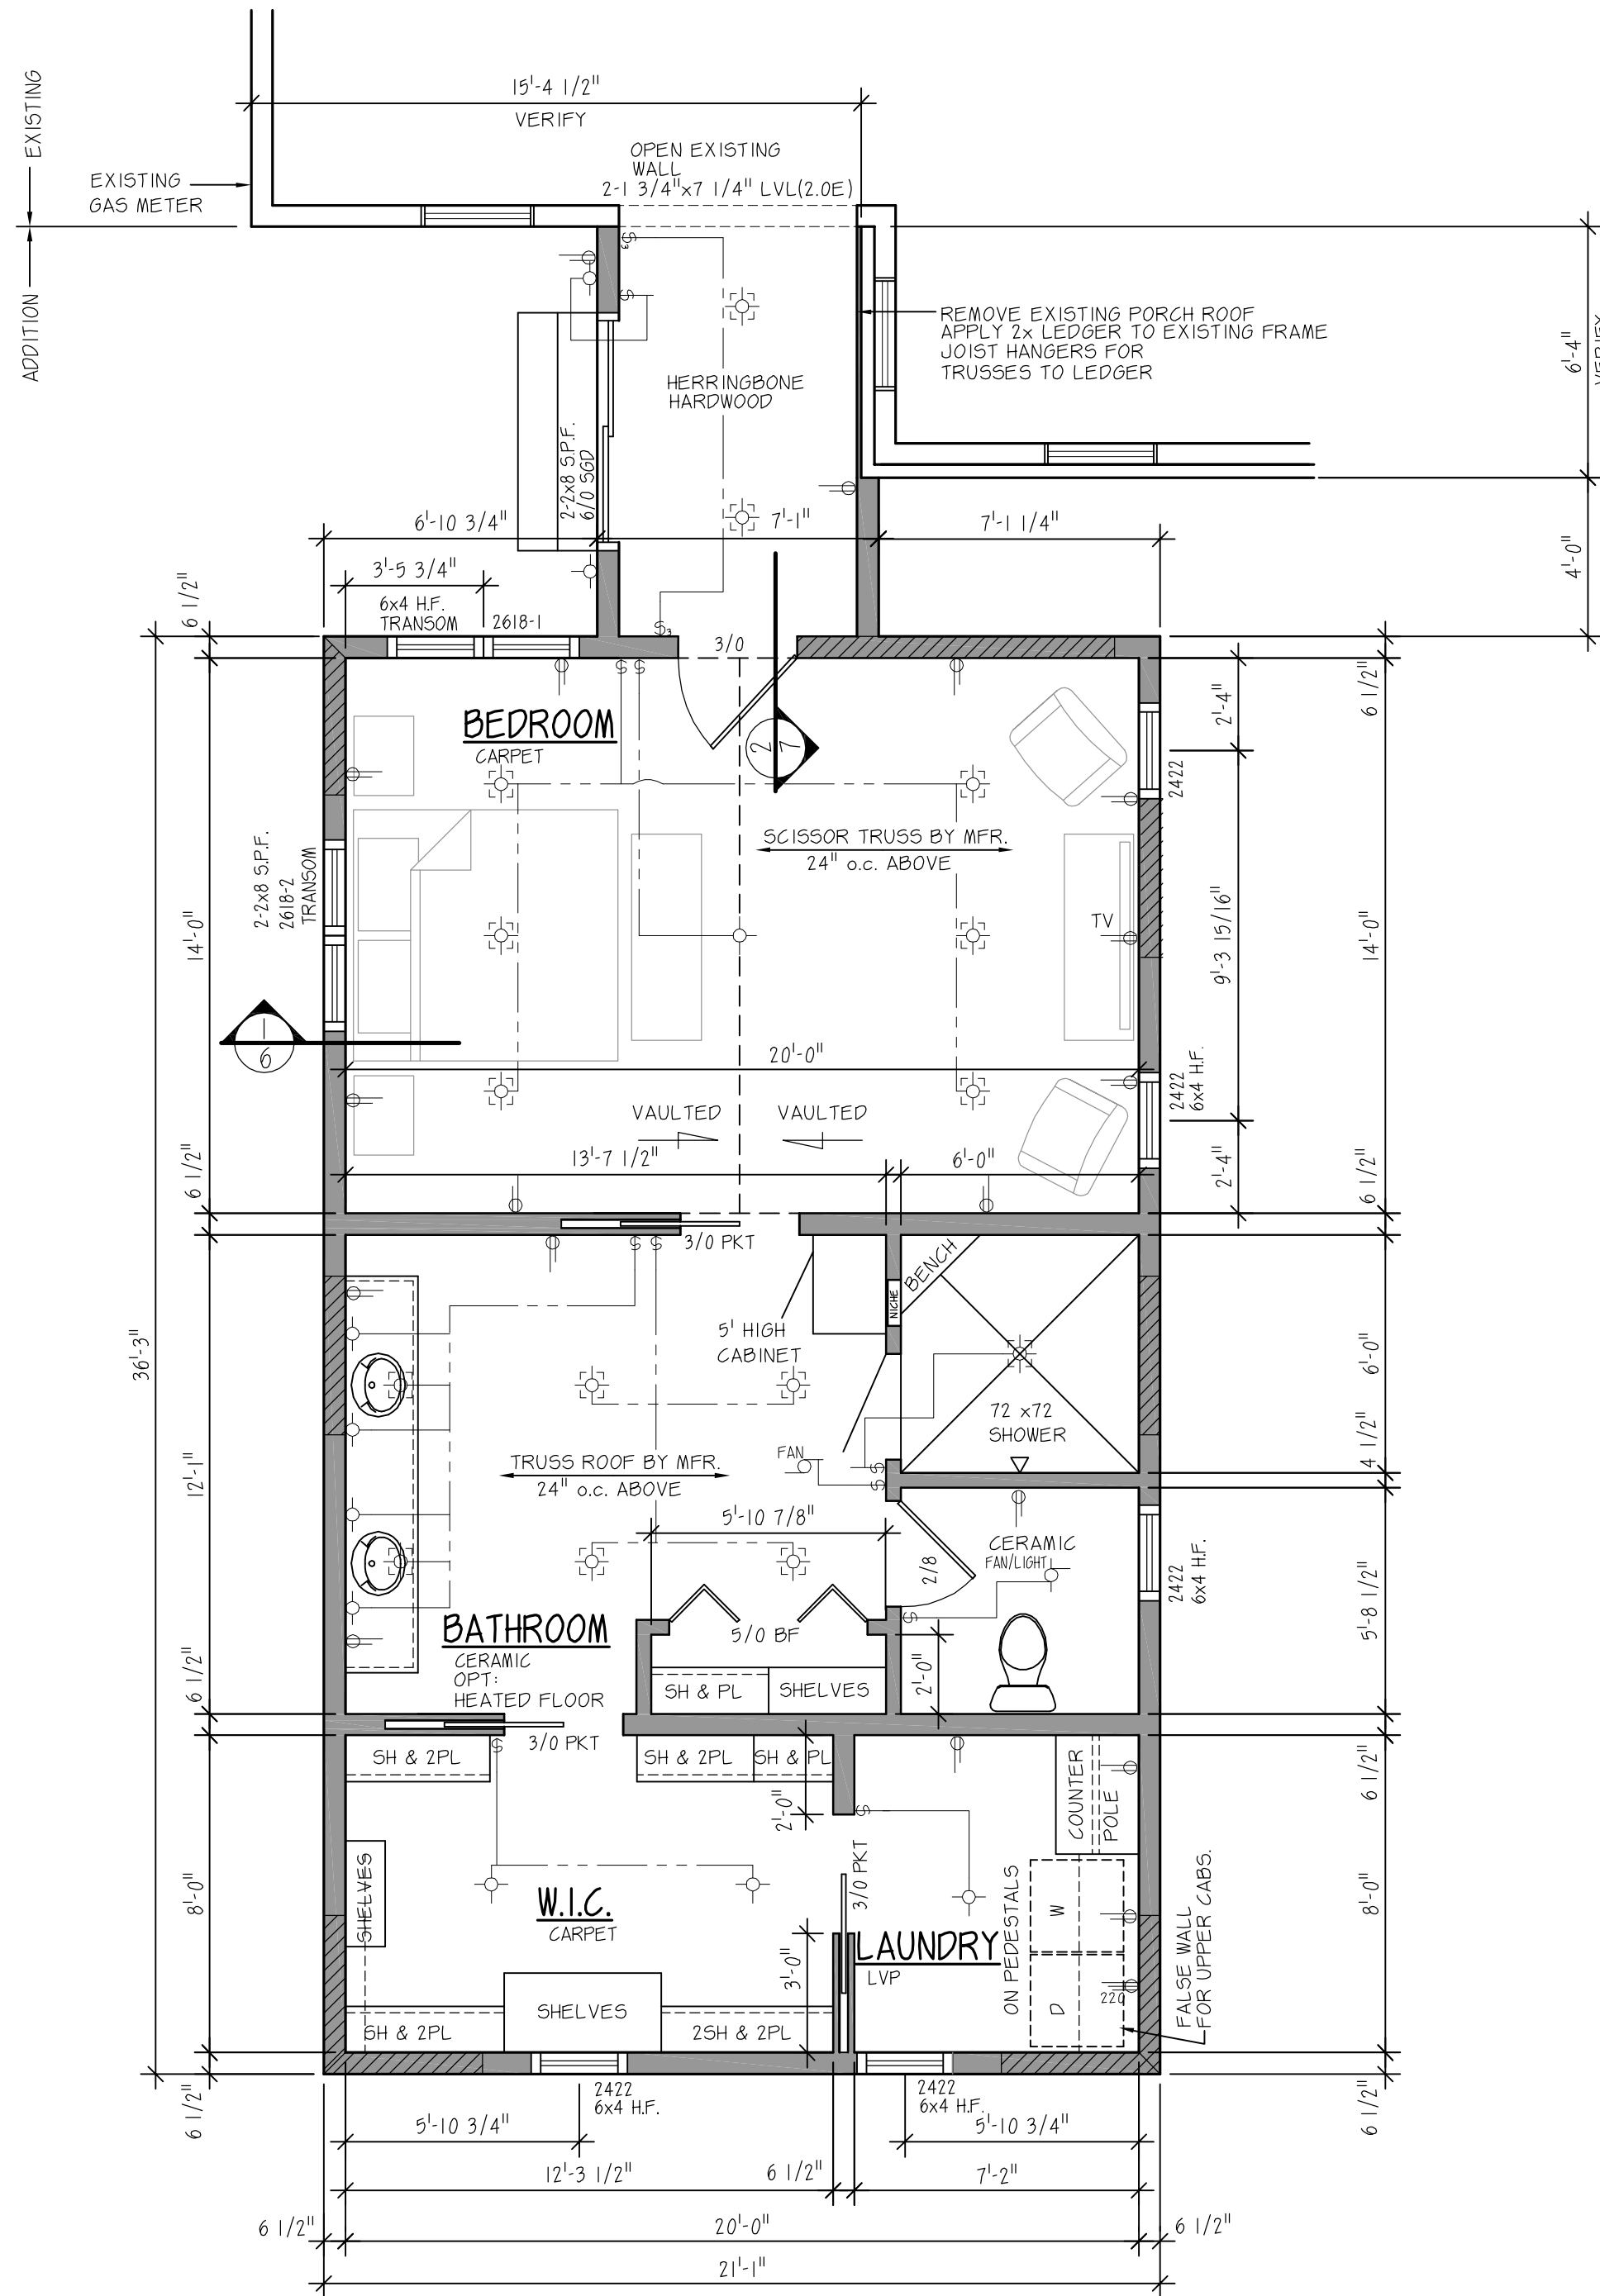 15'-4 1/2"
VERIFY
EXISTING
ADDITION
EXISTING
GAS METER
OPEN EXISTING
WALL
2-1 3/4"x7 1/4" LVL(2.0E)
S3
S
REMOVE EXISTING PORCH ROOF
APPLY 2x LEDGER TO EXISTING FRAME
JOIST HANGERS FOR
TRUSSES TO LEDGER
6'-4"
VERIFY
HERRINGBONE
HARDWOOD
2-2x8 S.P.F.
6/0 SGD
6'-10 3/4"
7'-1"
7'-1 1/4"
4'-0"
3'-5 3/4"
6x4 H.F.
TRANSOM
2618-1
S3
3/0
6 1/2"
6 1/2"
S S
BEDROOM
CARPET
2
7
2'-4"
2422
SCISSOR TRUSS BY MFR.
24" o.c. ABOVE
2-2x8 S.P.F.
2618-2
TRANSOM
TV
9'-3 15/16"
14'-0"
14'-0"
1
6
20'-0"
2422
6x4 H.F.
VAULTED
VAULTED
13'-7 1/2"
6'-0"
2'-4"
6 1/2"
6 1/2"
3/0 PKT
S S
BENCH
NICHE
5' HIGH
CABINET
36'-3"
6'-0"
72 x72
SHOWER
FAN
S S
TRUSS ROOF BY MFR.
24" o.c. ABOVE
12'-1"
4 1/2"
5'-10 7/8"
CERAMIC
FAN/LIGHT
2/8
2422
6x4 H.F.
5'-8 1/2"
S
BATHROOM
CERAMIC
OPT:
HEATED FLOOR
5/0 BF
2'-0"
SH & PL
SHELVES
6 1/2"
6 1/2"
3/0 PKT
S
SH & 2PL
SH & 2PL
SH & PL
2'-0"
S
COUNTER
POLE
3/0 PKT
SHELVES
W.I.C.
CARPET
8'-0"
8'-0"
LAUNDRY
LVP
ON PEDESTALS
W
D
220
FALSE WALL
FOR UPPER CABS.
3'-0"
SH & 2PL
SHELVES
2SH & 2PL
2422
6x4 H.F.
2422
6x4 H.F.
6 1/2"
6 1/2"
5'-10 3/4"
5'-10 3/4"
12'-3 1/2"
6 1/2"
7'-2"
6 1/2"
20'-0"
6 1/2"
21'-1"